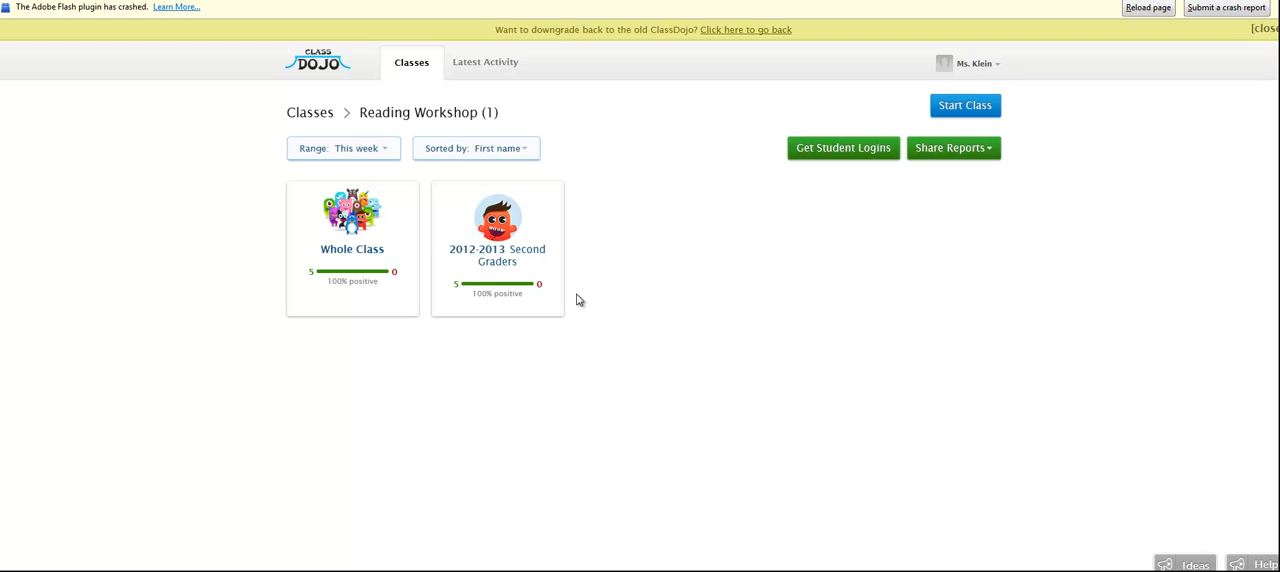 The Adobe Flash plugin has crashed. Learn More...
Reload page
Submit a crash report
Want to downgrade back to the old ClassDojo? Click here to go back
[close
CLASS
DOJO
Classes
Latest Activity
Ms. Klein
Classes > Reading Workshop (1)
Start Class
Range: This week
Sorted by: First name
Get Student Logins
Share Reports
Whole Class
5 0
100% positive
2012-2013 Second
Graders
5 0
100% positive
Ideas
Help